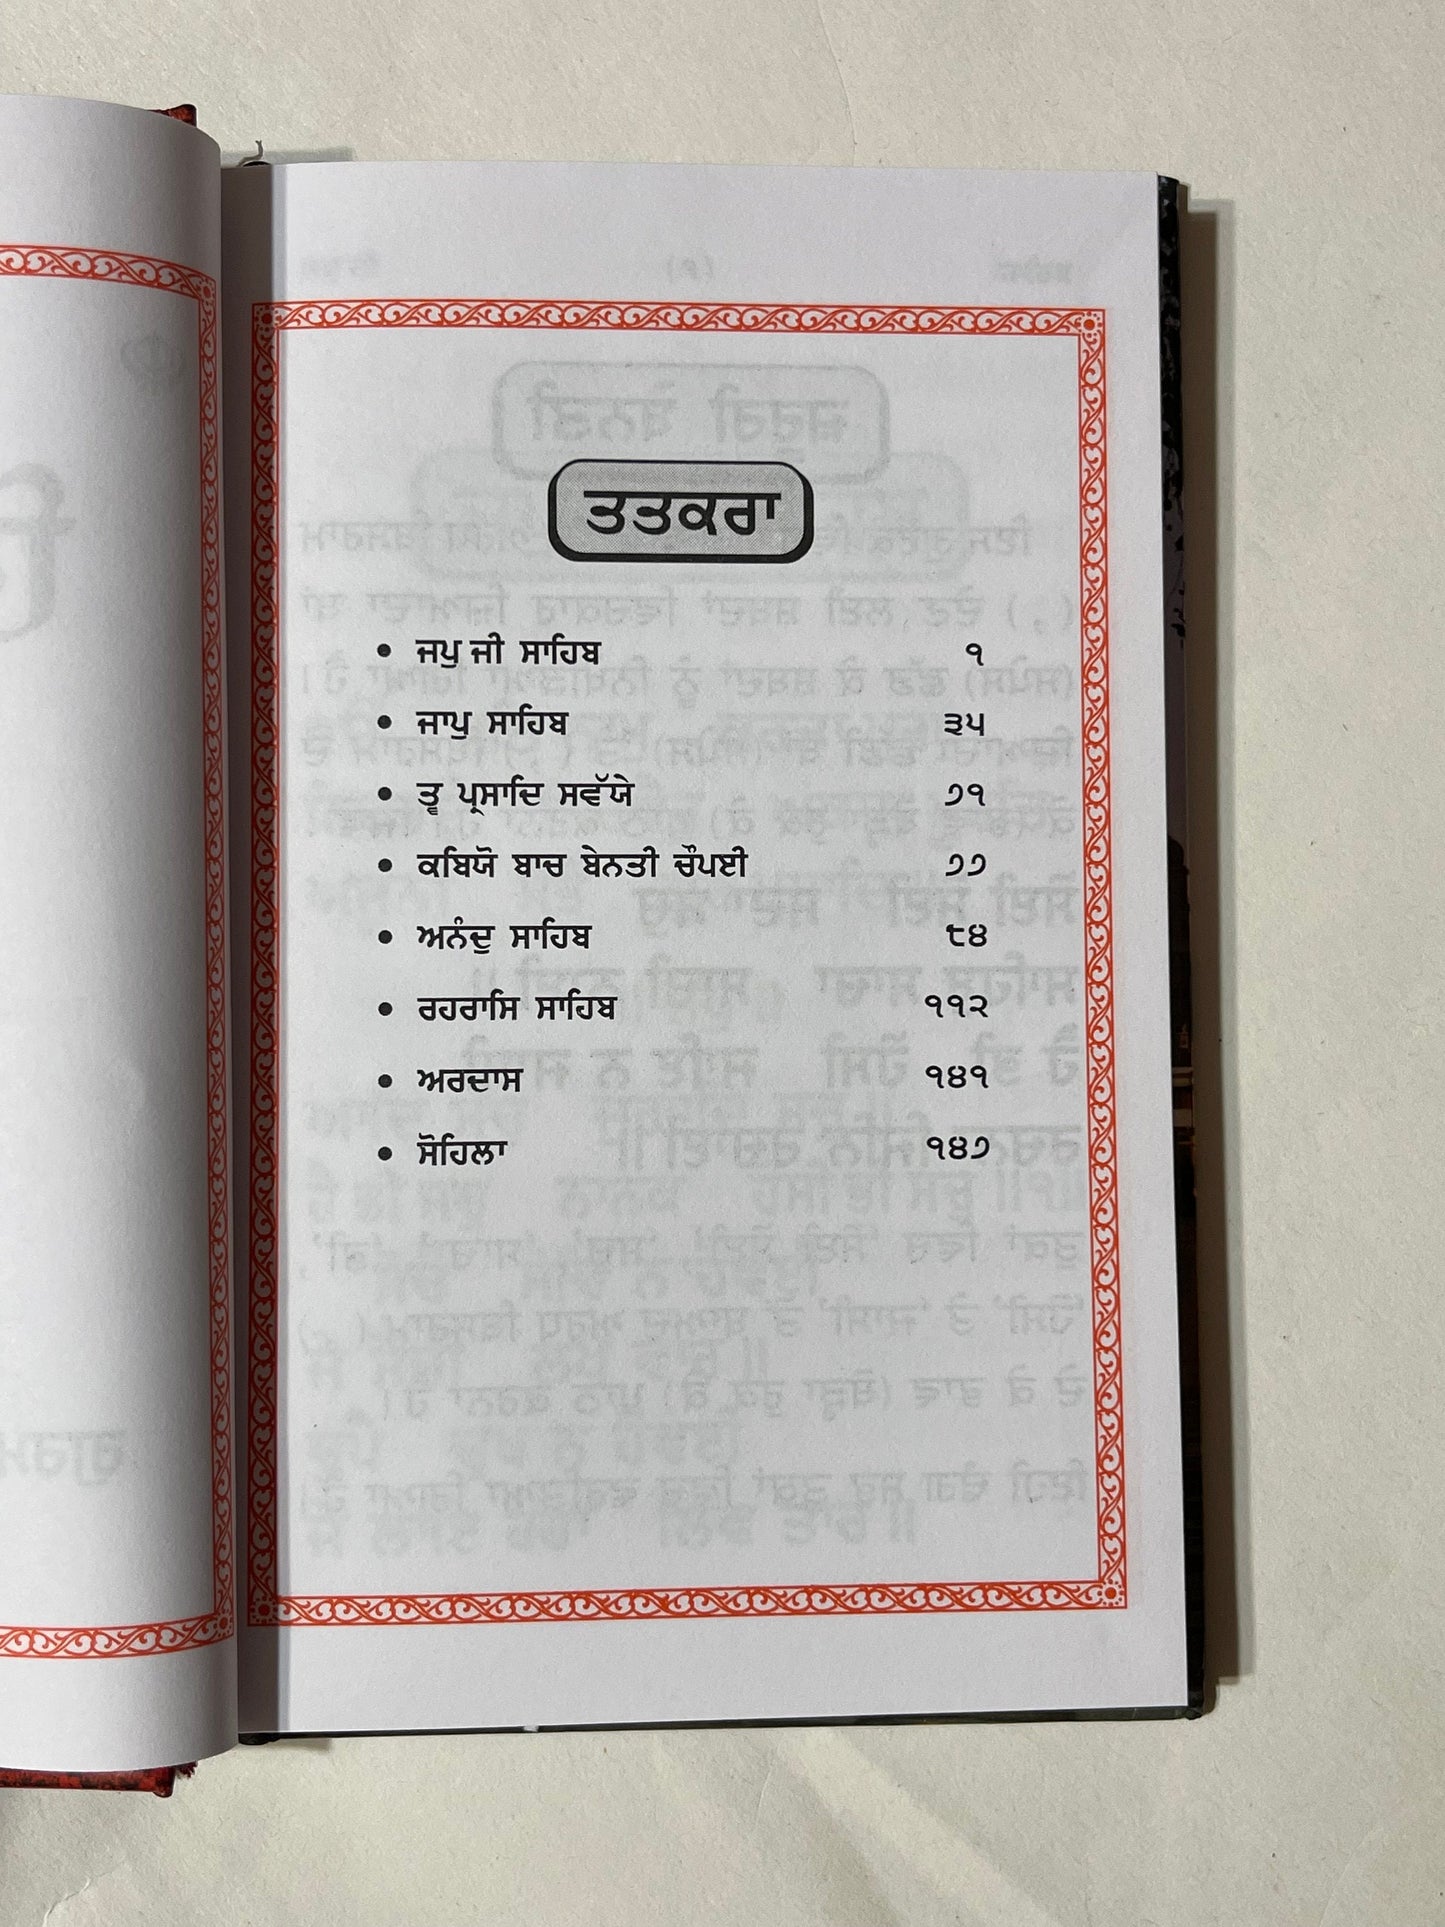 ਤਤਕਰਾ
• ਜਪੁ ਜੀ ਸਾਹਿਬ ੧
• ਜਾਪੁ ਸਾਹਿਬ ੩੫
• ਤ੍ਵ ਪ੍ਰਸਾਦਿ ਸਵੱਯੇ ੭੧
• ਕਬਿਯੋ ਬਾਚ ਬੇਨਤੀ ਚੌਪਈ ੭੭
• ਅਨੰਦੁ ਸਾਹਿਬ ੮੪
• ਰਹਰਾਸਿ ਸਾਹਿਬ ੧੧੨
• ਅਰਦਾਸ ੧੪੧
• ਸੋਹਿਲਾ ੧੪੭